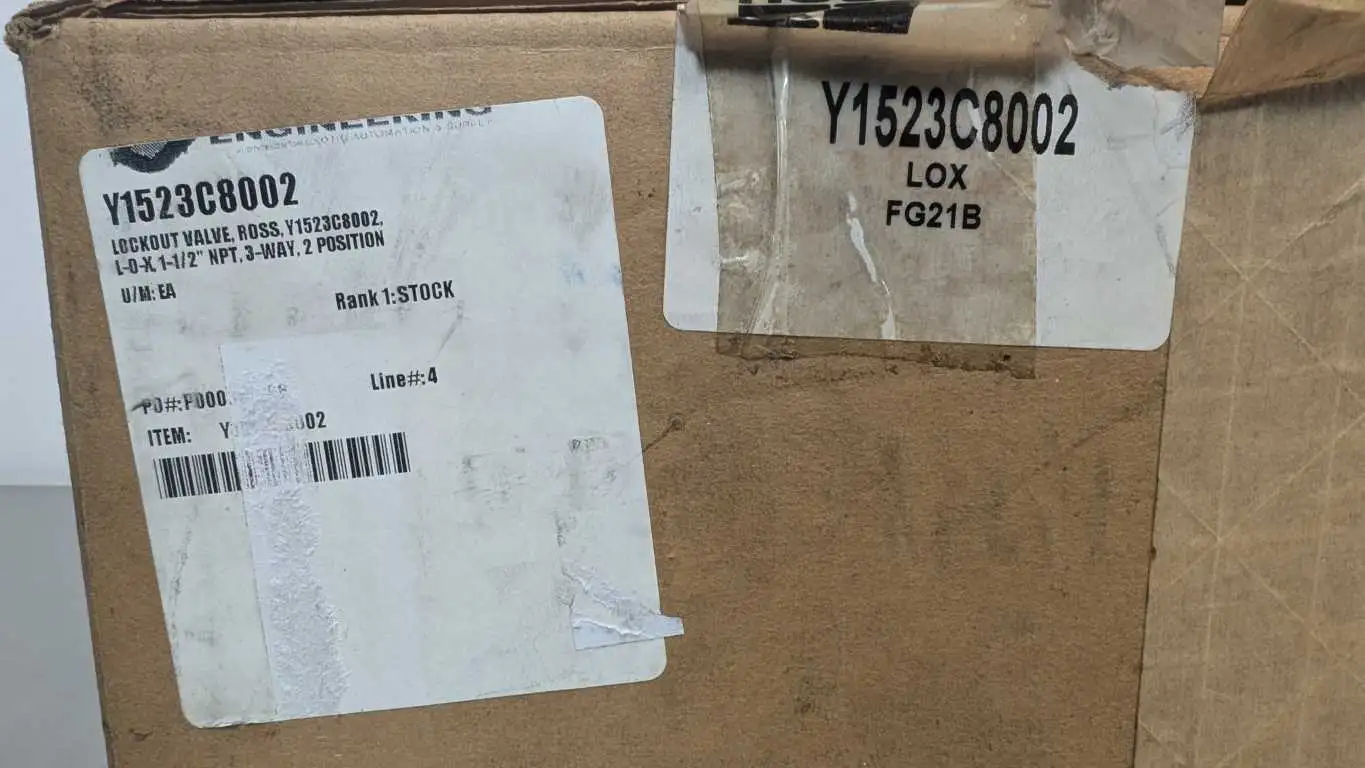 ENGINEERING
Y1523C8002
LOCKOUT VALVE, ROSS, Y1523C8002,
L-O-X, 1-1/2" NPT, 3-WAY, 2 POSITION
U/M: EA
Rank 1: STOCK
Line#: 4
PO#:
ITEM:
Y1523C8002
LOX
FG21B